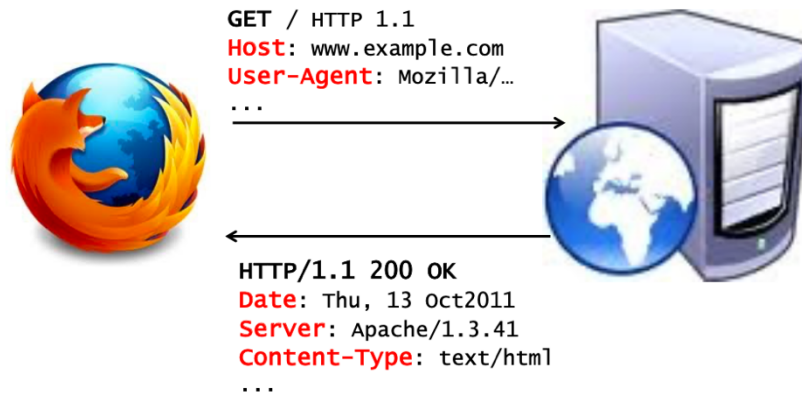 GET / HTTP 1.1
Host: www.example.com
User-Agent: Mozilla/…
...
HTTP/1.1 200 OK
Date: Thu, 13 Oct2011
Server: Apache/1.3.41
Content-Type: text/html
...